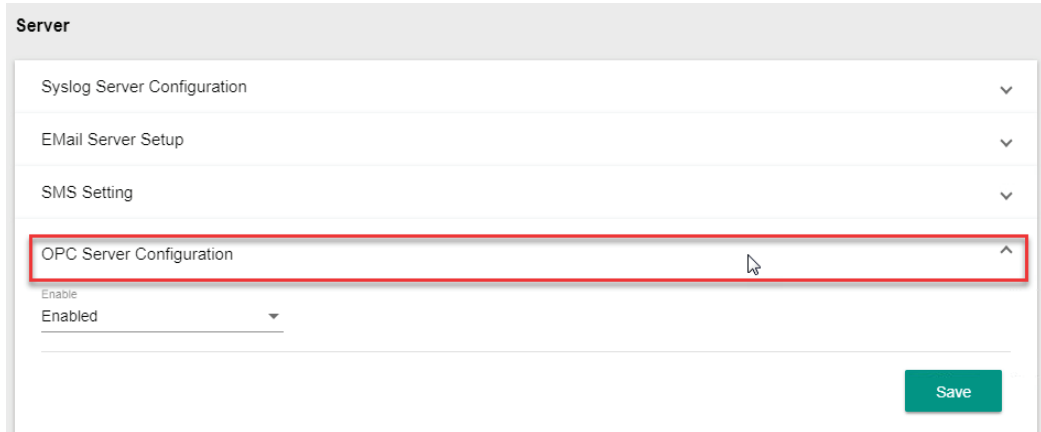 Server
Syslog Server Configuration
EMail Server Setup
SMS Setting
OPC Server Configuration
Enable
Enabled
Save